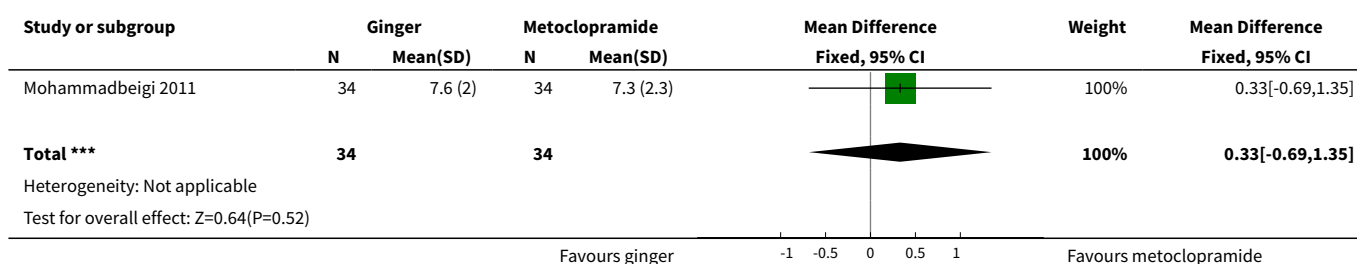 Study or subgroup Ginger Metoclopramide Mean Difference Weight Mean Difference
N Mean(SD) N Mean(SD) Fixed, 95% CI Fixed, 95% CI
Mohammadbeigi 2011 34 7.6 (2) 34 7.3 (2.3) 100% 0.33[-0.69,1.35]
Total *** 34 34 100% 0.33[-0.69,1.35]
Heterogeneity: Not applicable
Test for overall effect: Z=0.64(P=0.52)
Favours ginger -1 -0.5 0 0.5 1 Favours metoclopramide